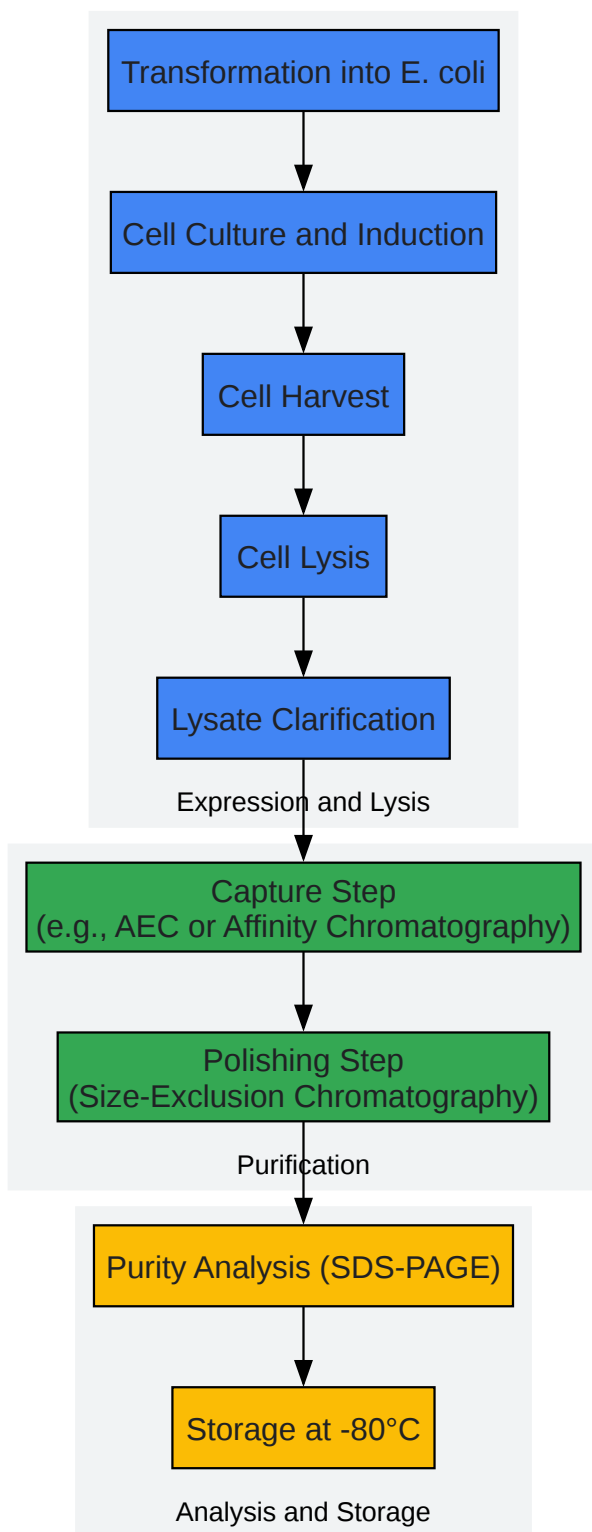 Transformation into E. coli
Cell Culture and Induction
Cell Harvest
Cell Lysis
Lysate Clarification
Expression and Lysis
Capture Step
(e.g., AEC or Affinity Chromatography)
Polishing Step
(Size-Exclusion Chromatography)
Purification
Purity Analysis (SDS-PAGE)
Storage at -80°C
Analysis and Storage